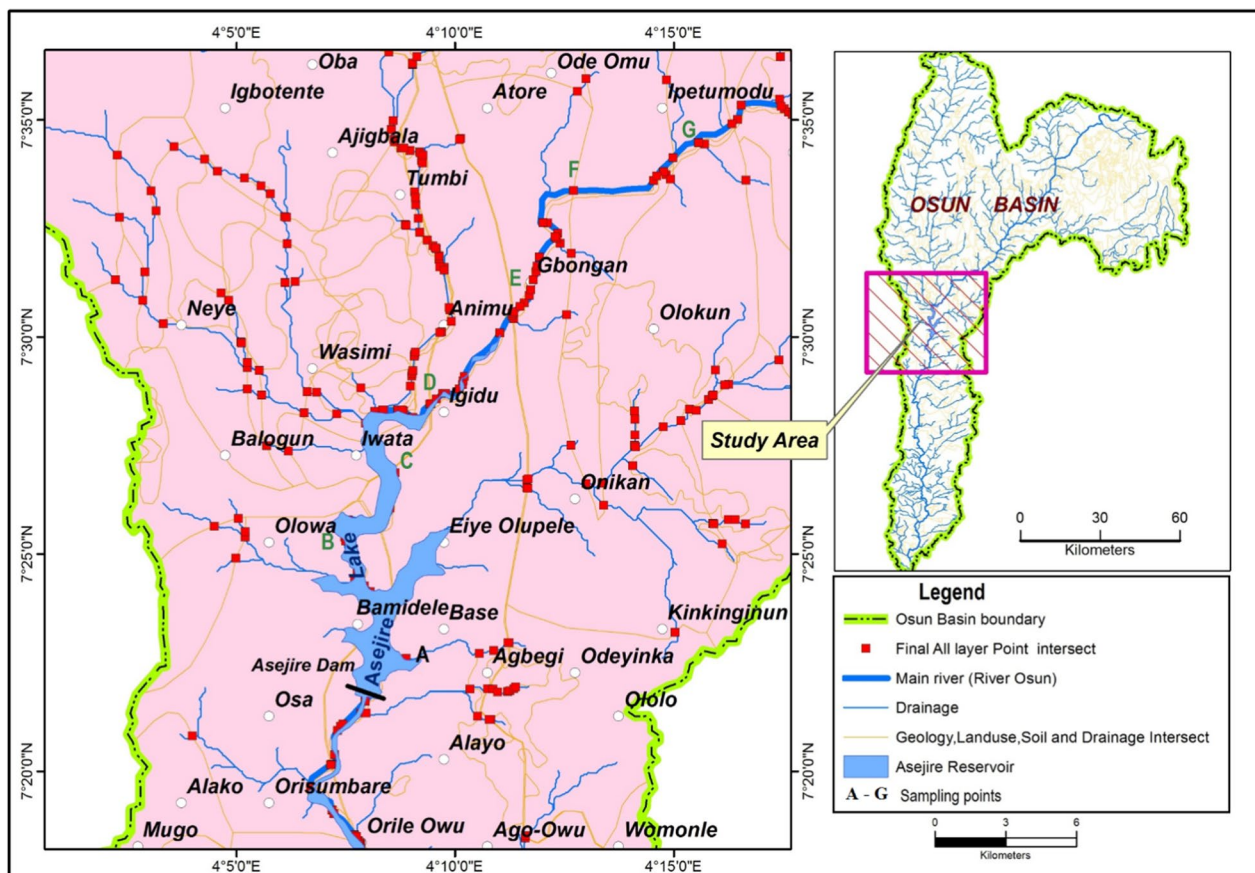 4°5'0"E
4°10'0"E
4°15'0"E
Oba
Ode Omu
Igbotente
Atore
Ipetumodu
7°35'0"N
7°35'0"N
G
Ajigbala
F
Tumbi
E
Gbongan
Neye
Animu
Olokun
7°30'0"N
7°30'0"N
Wasimi
D
Igidu
Balogun
Iwata
C
Onikan
Olowa
Eiye Olupele
B
7°25'0"N
7°25'0"N
Asejire Lake
Bamidele
Base
Kinkinginun
A
Asejire Dam
Agbegi
Odeyinka
Osa
Ololo
Alayo
7°20'0"N
7°20'0"N
Alako
Orisumbare
Mugo
Orile Owu
Ago-Owu
Womonle
4°5'0"E
4°10'0"E
4°15'0"E
OSUN BASIN
Study Area
0 30 60
Kilometers
Legend
Osun Basin boundary
Final All layer Point intersect
Main river (River Osun)
Drainage
Geology,Landuse,Soil and Drainage Intersect
Asejire Reservoir
A - G Sampling points
0 3 6
Kilometers